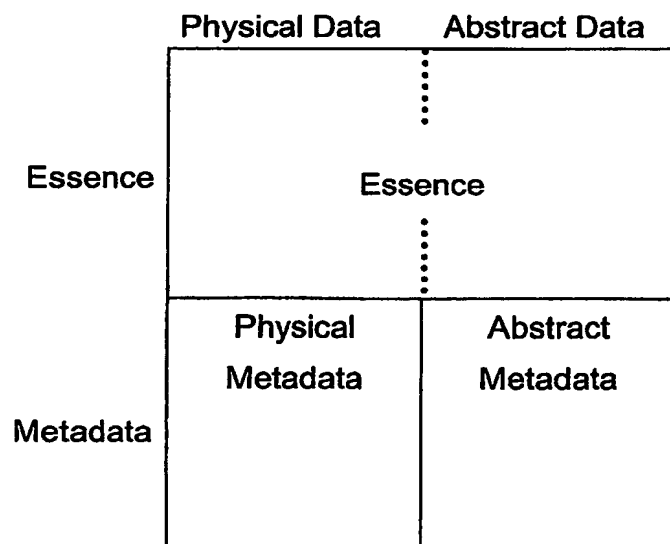 Physical Data Abstract Data
Essence
Essence
Physical Abstract
Metadata Metadata
Metadata